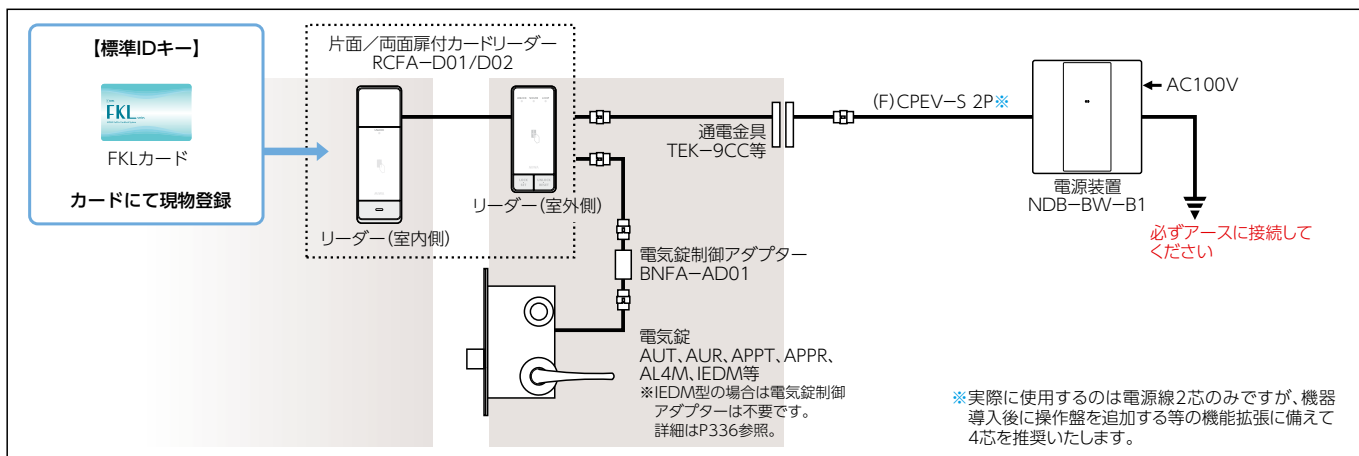 【標準IDキー】
FKL
FKLカード
カードにて現物登録
片面／両面扉付カードリーダー
RCFA−D01/D02
リーダー（室内側）
リーダー（室外側）
通電金具
TEK−9CC等
(F)CPEV−S 2P※
AC100V
電源装置
NDB−BW−B1
必ずアースに接続して
ください
電気錠制御アダプター
BNFA−AD01
電気錠
AUT、AUR、APPT、APPR、
AL4M、IEDM等
※IEDM型の場合は電気錠制御
アダプターは不要です。
詳細はP336参照。
※実際に使用するのは電源線2芯のみですが、機器
導入後に操作盤を追加する等の機能拡張に備えて
4芯を推奨いたします。